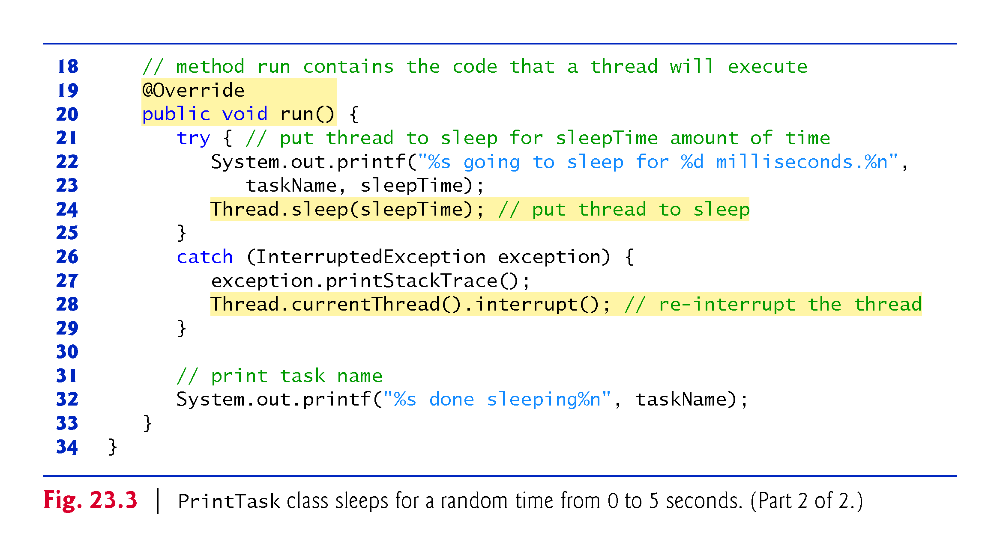 18 // method run contains the code that a thread will execute
19 @Override
20 public void run() {
21 try { // put thread to sleep for sleepTime amount of time
22 System.out.printf("%s going to sleep for %d milliseconds.%n",
23 taskName, sleepTime);
24 Thread.sleep(sleepTime); // put thread to sleep
25 }
26 catch (InterruptedException exception) {
27 exception.printStackTrace();
28 Thread.currentThread().interrupt(); // re-interrupt the thread
29 }
30
31 // print task name
32 System.out.printf("%s done sleeping%n", taskName);
33 }
34 }
Fig. 23.3 | PrintTask class sleeps for a random time from 0 to 5 seconds. (Part 2 of 2.)